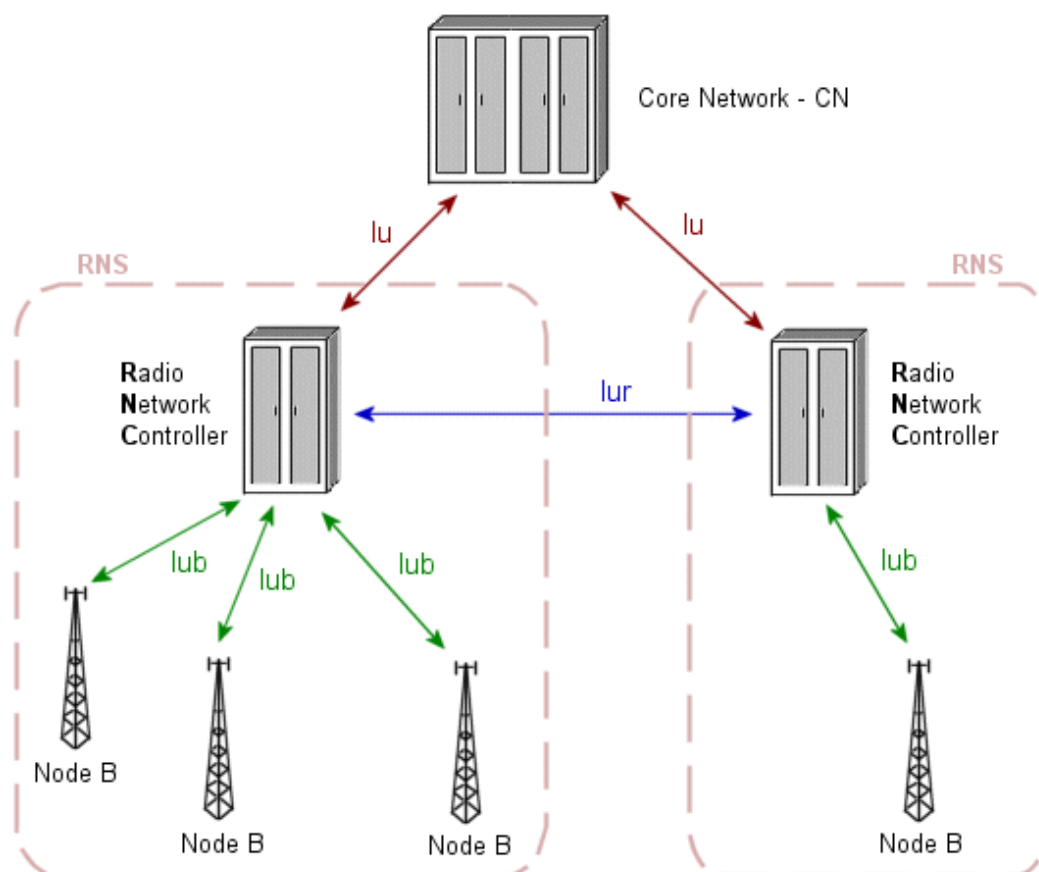 Core Network - CN
Iu
Iu
RNS
RNS
Radio
Network
Controller
Iur
Radio
Network
Controller
Iub
Iub
Iub
Iub
Node B
Node B
Node B
Node B